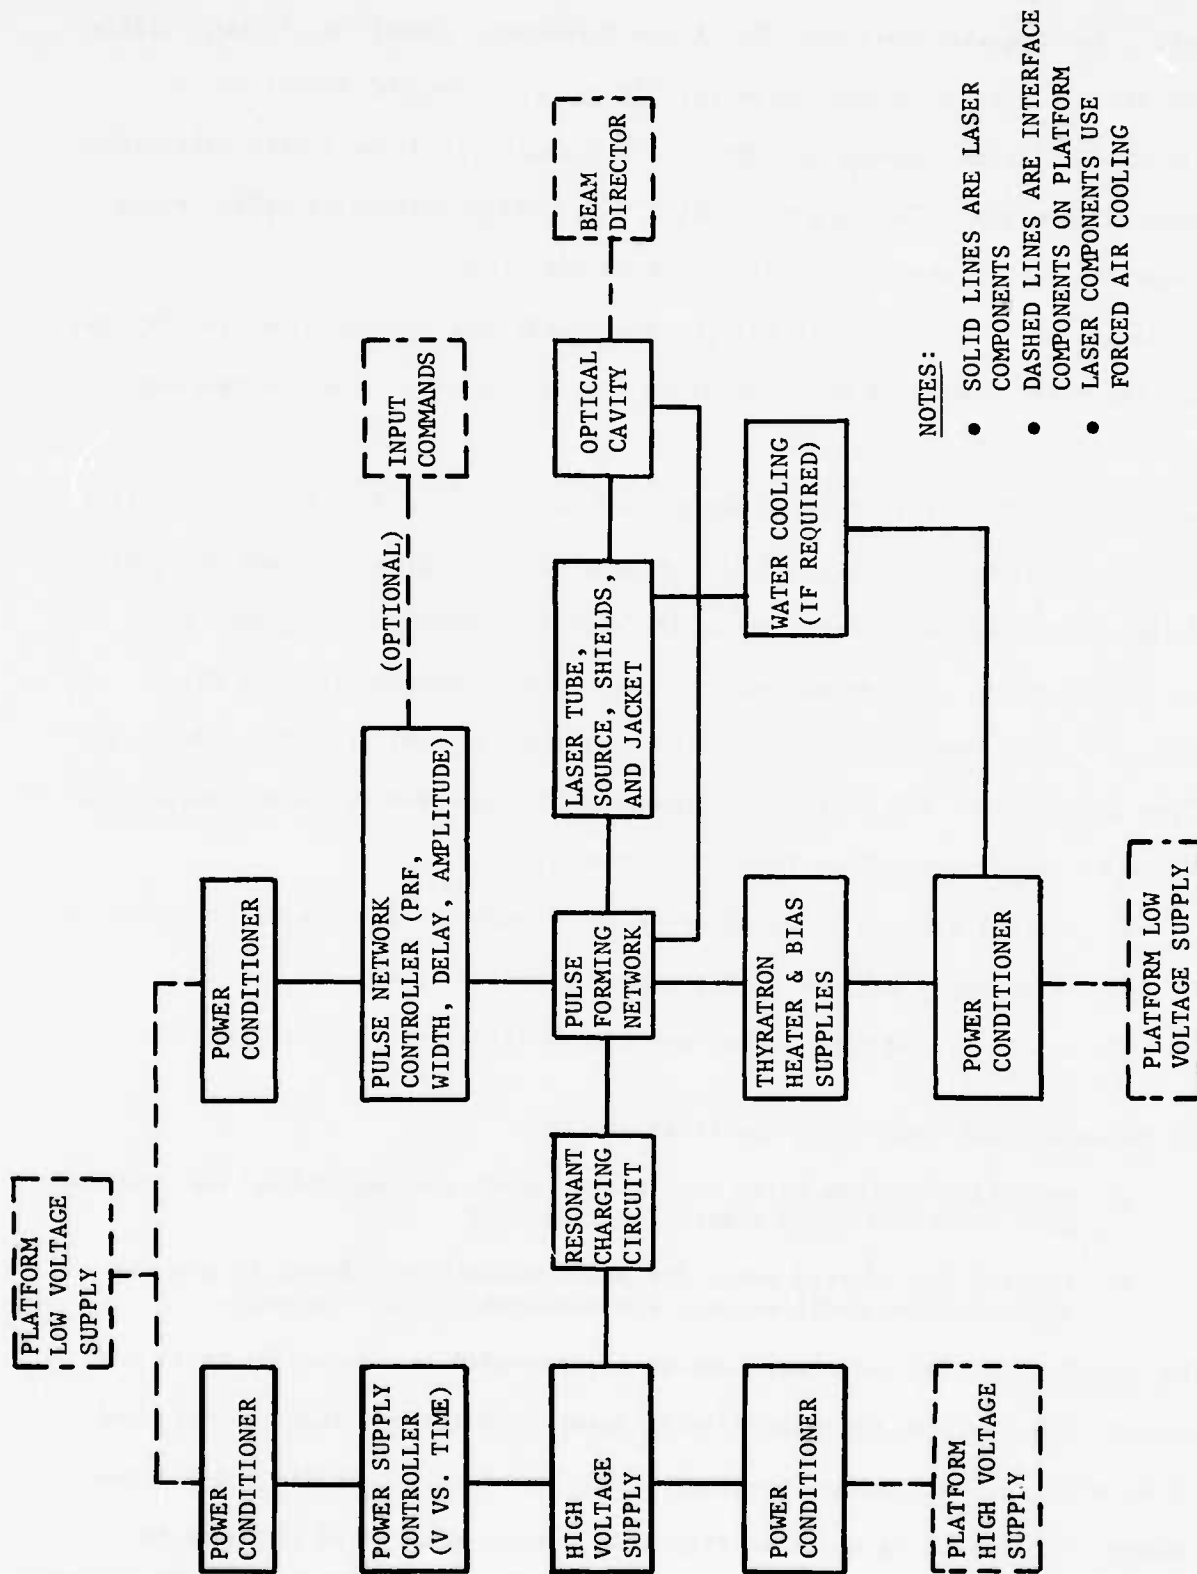 PLATFORM
LOW VOLTAGE
SUPPLY
POWER
CONDITIONER
POWER
CONDITIONER
POWER SUPPLY
CONTROLLER
(V VS. TIME)
PULSE NETWORK
CONTROLLER (PRF,
WIDTH, DELAY, AMPLITUDE)
(OPTIONAL)
INPUT
COMMANDS
HIGH
VOLTAGE
SUPPLY
RESONANT
CHARGING
CIRCUIT
PULSE
FORMING
NETWORK
LASER TUBE,
SOURCE, SHIELDS,
AND JACKET
OPTICAL
CAVITY
BEAM
DIRECTOR
POWER
CONDITIONER
THYRATRON
HEATER & BIAS
SUPPLIES
WATER COOLING
(IF REQUIRED)
PLATFORM
HIGH VOLTAGE
SUPPLY
POWER
CONDITIONER
PLATFORM LOW
VOLTAGE SUPPLY
NOTES:
• SOLID LINES ARE LASER
COMPONENTS
• DASHED LINES ARE INTERFACE
COMPONENTS ON PLATFORM
• LASER COMPONENTS USE
FORCED AIR COOLING